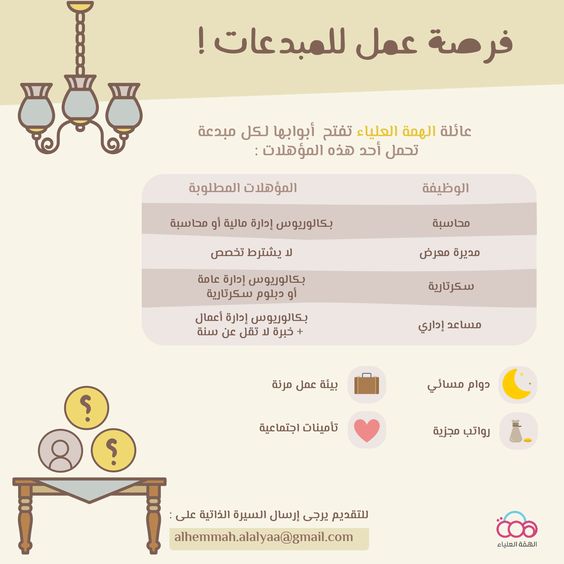 فرصة عمل للمبدعات !
عائلة الهمة العلياء تفتح أبوابها لكل مبدعة
تحمل أحد هذه المؤهلات :
الوظيفة
المؤهلات المطلوبة
محاسبة
بكالوريوس إدارة مالية أو محاسبة
مديرة معرض
لا يشترط تخصص
سكرتارية
بكالوريوس إدارة عامة
أو دبلوم سكرتارية
مساعد إداري
بكالوريوس إدارة أعمال
+ خبرة لا تقل عن سنة
دوام مسائي
بيئة عمل مرنة
رواتب مجزية
تأمينات اجتماعية
؟
؟
للتقديم يرجى إرسال السيرة الذاتية على :
alhemmah.alalyaa@gmail.com
الهمّة العلياء